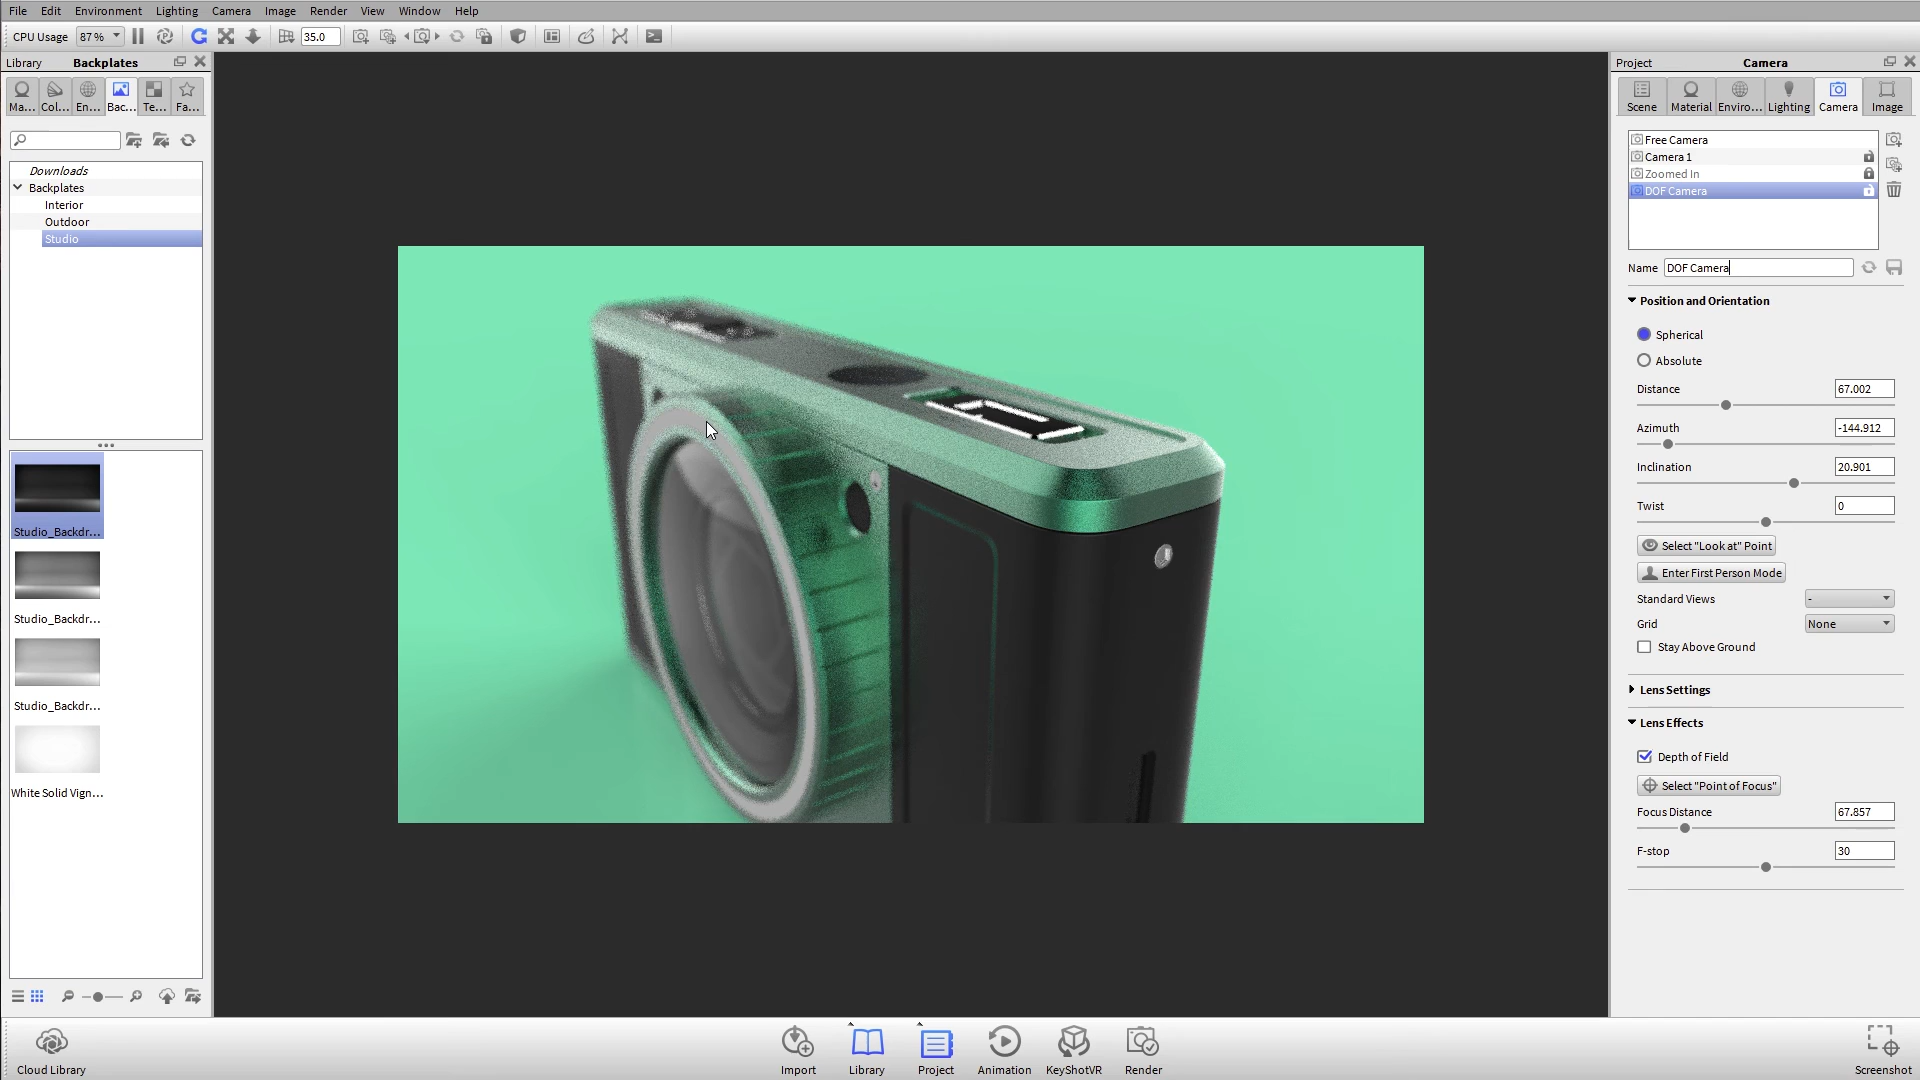 File Edit Environment Lighting Camera Image Render View Window Help
CPU Usage 87 % 35.0
Library Backplates
Ma... Col... En... Bac... Te... Fa...
Downloads
Backplates
Interior
Outdoor
Studio
Studio_Backdr...
Studio_Backdr...
Studio_Backdr...
White Solid Vign...
Project Camera
Scene Material Enviro... Lighting Camera Image
Free Camera
Camera 1
Zoomed In
DOF Camera
Name DOF Camera
Position and Orientation
Spherical
Absolute
Distance 67.002
Azimuth -144.912
Inclination 20.901
Twist 0
Select "Look at" Point
Enter First Person Mode
Standard Views -
Grid None
Stay Above Ground
Lens Settings
Lens Effects
Depth of Field
Select "Point of Focus"
Focus Distance 67.857
F-stop 30
Cloud Library Import Library Project Animation KeyShotVR Render Screenshot